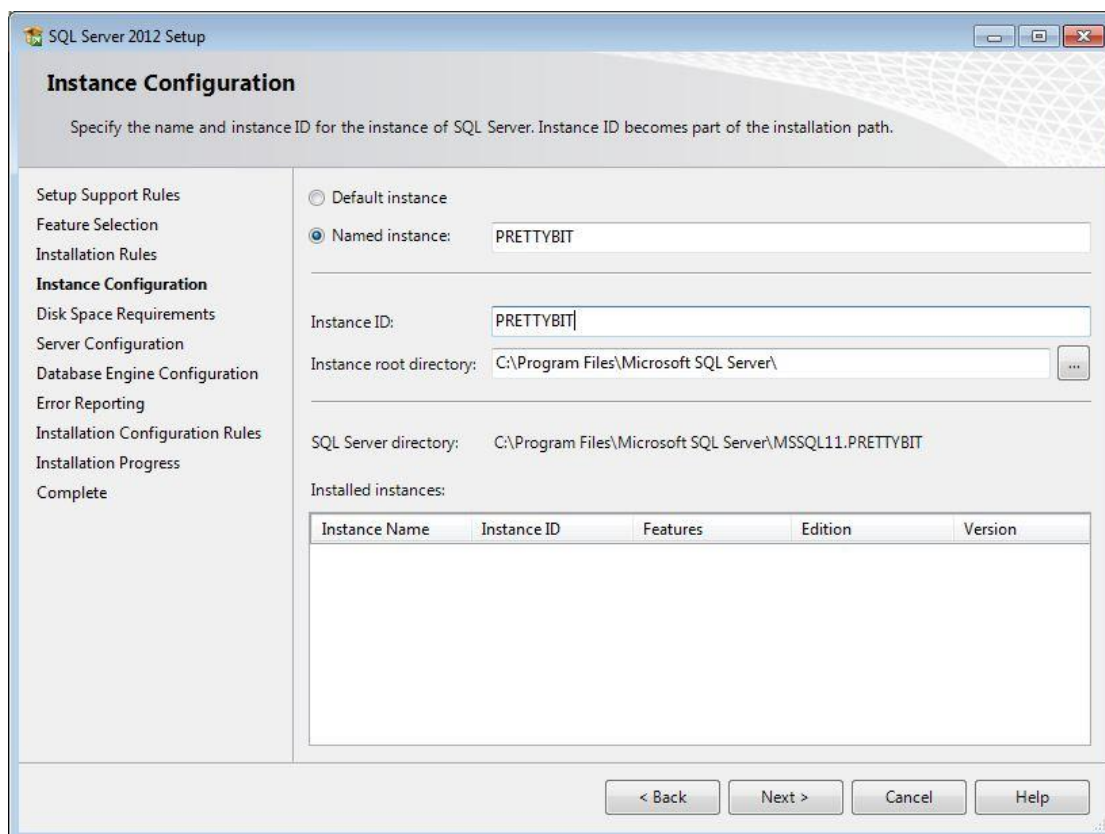 SQL Server 2012 Setup
Instance Configuration
Specify the name and instance ID for the instance of SQL Server. Instance ID becomes part of the installation path.
Setup Support Rules
Feature Selection
Installation Rules
Instance Configuration
Disk Space Requirements
Server Configuration
Database Engine Configuration
Error Reporting
Installation Configuration Rules
Installation Progress
Complete
Default instance
Named instance: PRETTYBIT
Instance ID: PRETTYBIT
Instance root directory: C:\Program Files\Microsoft SQL Server\ ...
SQL Server directory: C:\Program Files\Microsoft SQL Server\MSSQL11.PRETTYBIT
Installed instances:
Instance Name Instance ID Features Edition Version
< Back Next > Cancel Help